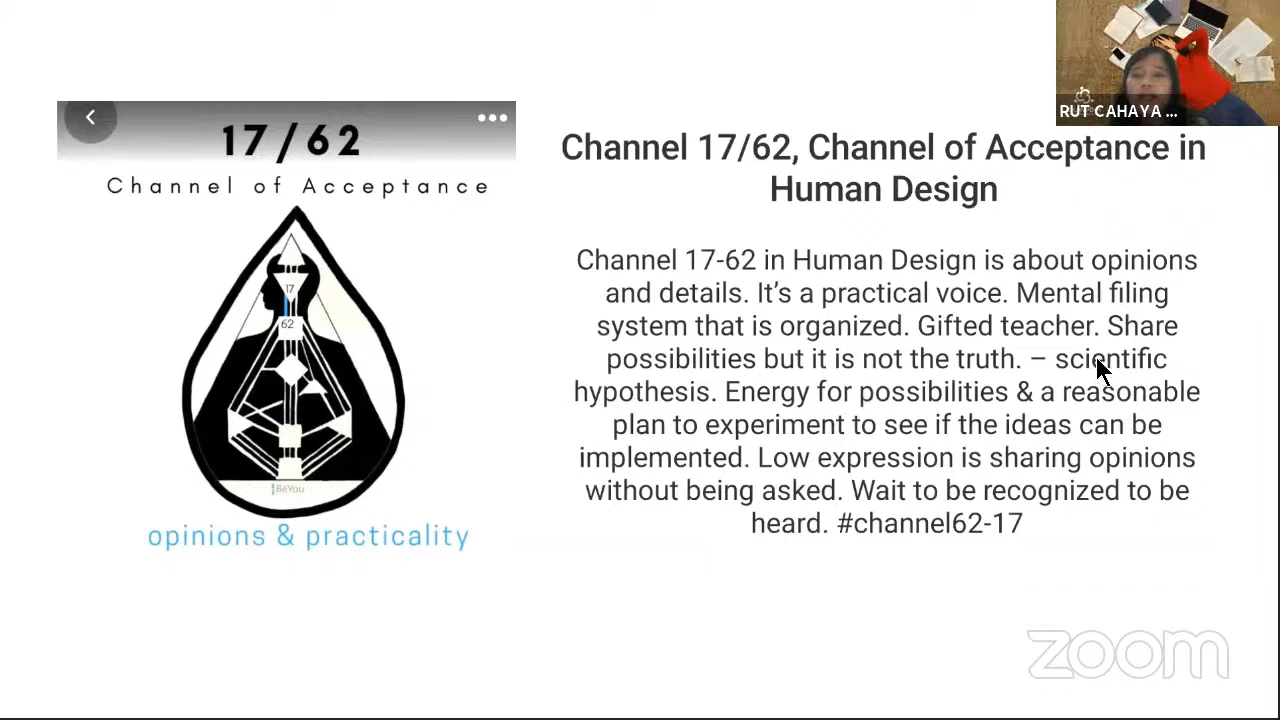 RUT CAHAYA ...
17/62
Channel of Acceptance
17
62
BeYou
opinions & practicality
Channel 17/62, Channel of Acceptance in
Human Design
Channel 17-62 in Human Design is about opinions
and details. It's a practical voice. Mental filing
system that is organized. Gifted teacher. Share
possibilities but it is not the truth. – scientific
hypothesis. Energy for possibilities & a reasonable
plan to experiment to see if the ideas can be
implemented. Low expression is sharing opinions
without being asked. Wait to be recognized to be
heard. #channel62-17
zoom